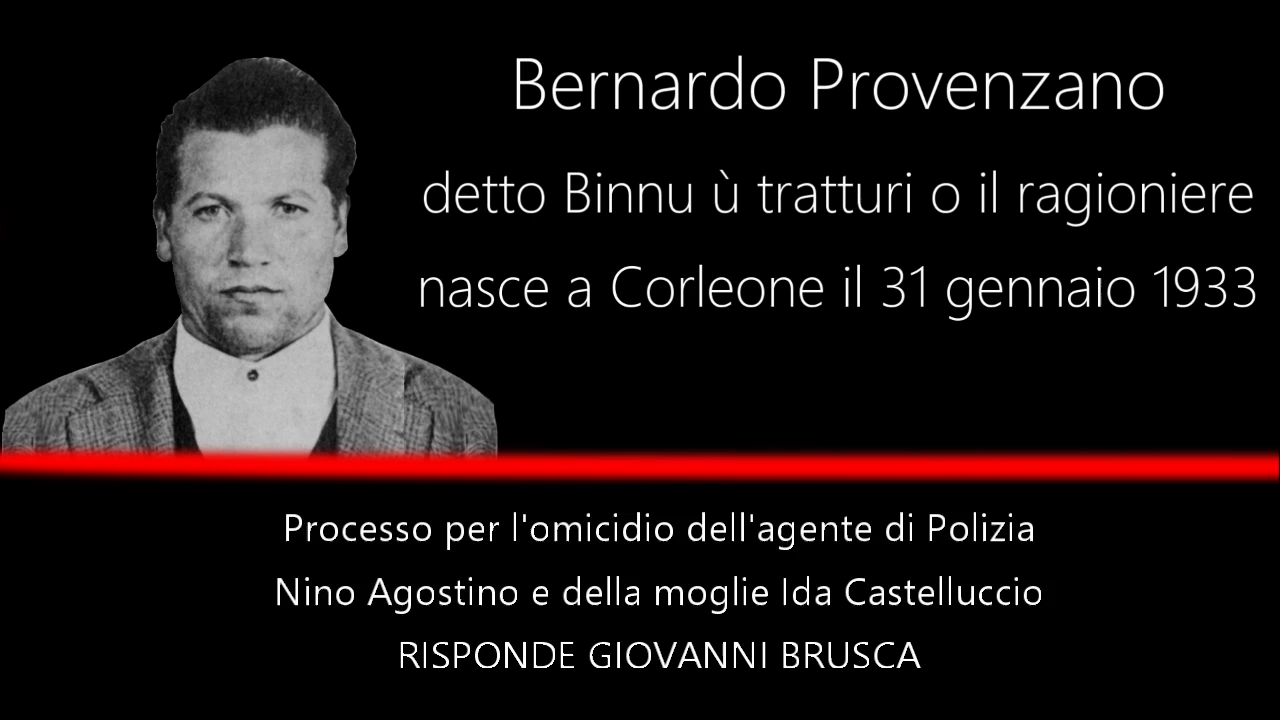 Bernardo Provenzano
detto Binnu ù tratturi o il ragioniere
nasce a Corleone il 31 gennaio 1933
Processo per l'omicidio dell'agente di Polizia
Nino Agostino e della moglie Ida Castelluccio
RISPONDE GIOVANNI BRUSCA